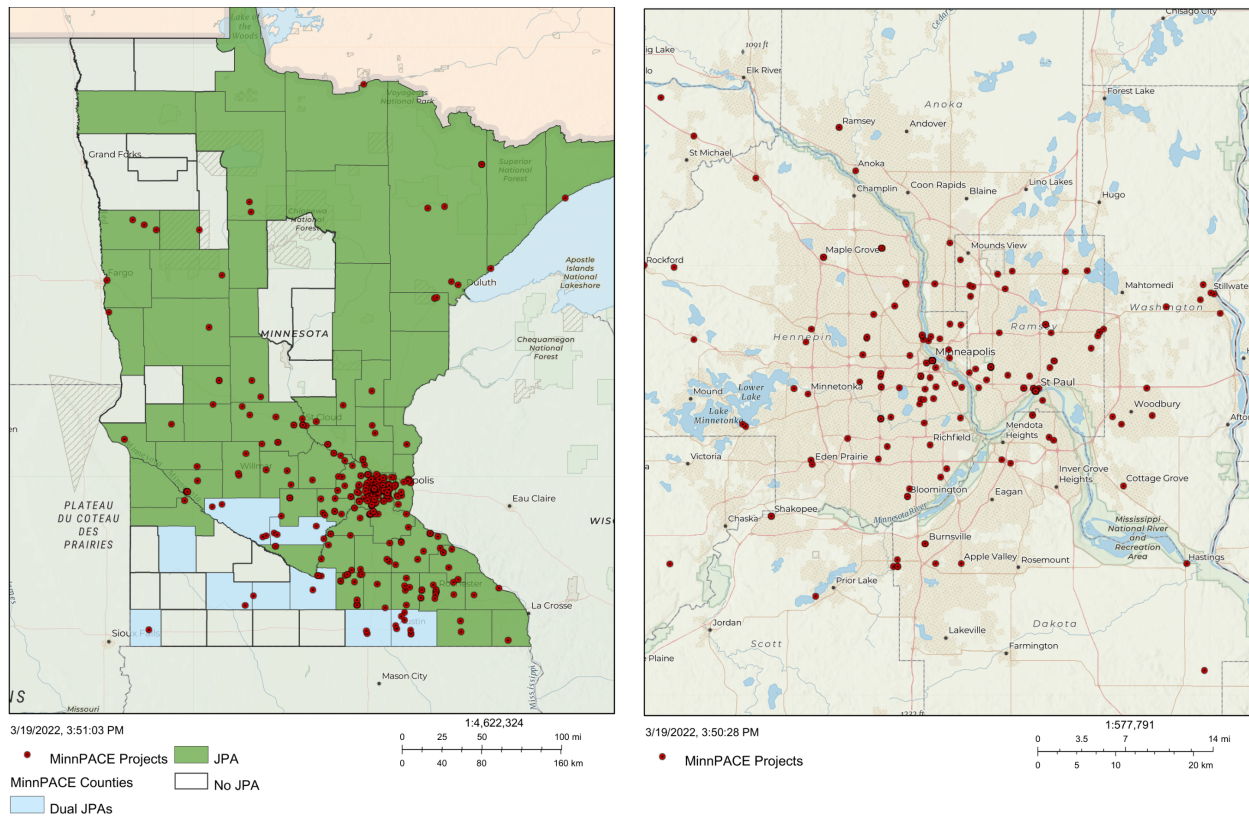 Lake of
the
Woods
Voyageurs
National Park
Grand Forks
Superior
National
Forest
Chippewa
National
Forest
Fargo
Duluth
Apostle
Islands
National
Lakeshore
MINNESOTA
Chequamegon
National
Forest
St Cloud
Willmar
PLATEAU
DU COTEAU
DES
PRAIRIES
Eau Claire
WISC
Rochester
La Crosse
Austin
Sioux Falls
Mason City
Missouri
Mississippi
NS
3/19/2022, 3:51:03 PM
1:4,622,324
0 25 50 100 mi
0 40 80 160 km
MinnPACE Projects
JPA
MinnPACE Counties
No JPA
Dual JPAs
Chisago City
Cedar
1091 ft
ig Lake
Elk River
Forest Lake
Anoka
Ramsey
Andover
St Michael
Anoka
Lino Lakes
Coon Rapids
Blaine
Champlin
Hugo
Maple Grove
Mounds View
Rockford
Mahtomedi
Stillwater
Washington
Hennepin
Ramsey
Minneapolis
Lower
Lake
Minnetonka
St Paul
Mound
Lake
Minnetonka
Woodbury
Afton
Mendota
Heights
Richfield
Victoria
Eden Prairie
Inver Grove
Heights
Cottage Grove
Bloomington
Eagan
Shakopee
Minnesota River
Chaska
Mississippi
National River
and
Recreation
Area
Burnsville
Apple Valley
Rosemount
Hastings
Prior Lake
Jordan
Lakeville
Dakota
Scott
Farmington
e Plaine
3/19/2022, 3:50:28 PM
1:577,791
0 3.5 7 14 mi
0 5 10 20 km
MinnPACE Projects